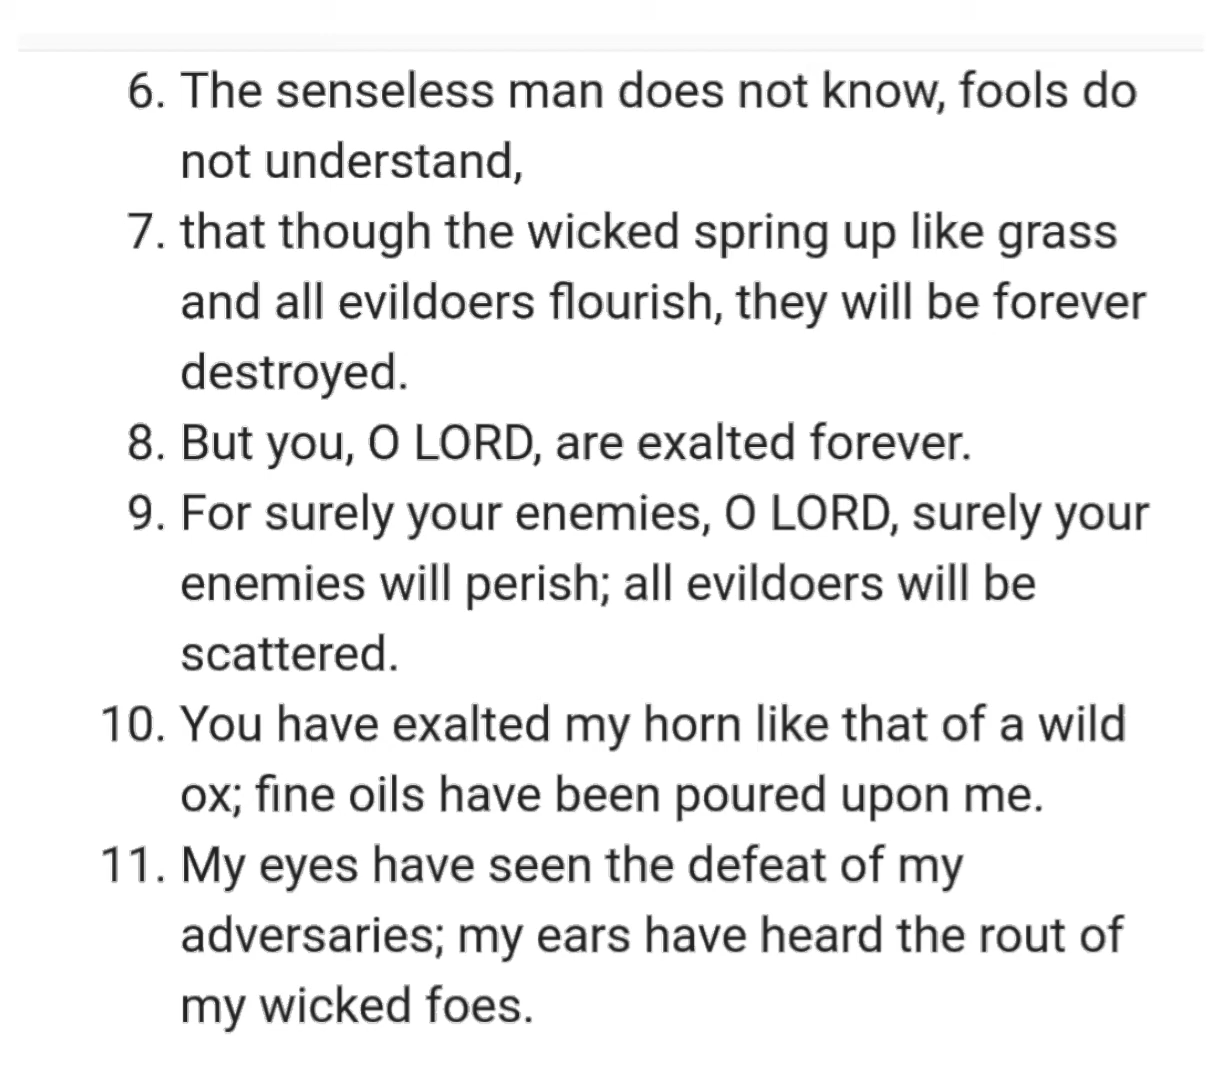 6. The senseless man does not know, fools do
not understand,
7. that though the wicked spring up like grass
and all evildoers flourish, they will be forever
destroyed.
8. But you, O LORD, are exalted forever.
9. For surely your enemies, O LORD, surely your
enemies will perish; all evildoers will be
scattered.
10. You have exalted my horn like that of a wild
ox; fine oils have been poured upon me.
11. My eyes have seen the defeat of my
adversaries; my ears have heard the rout of
my wicked foes.